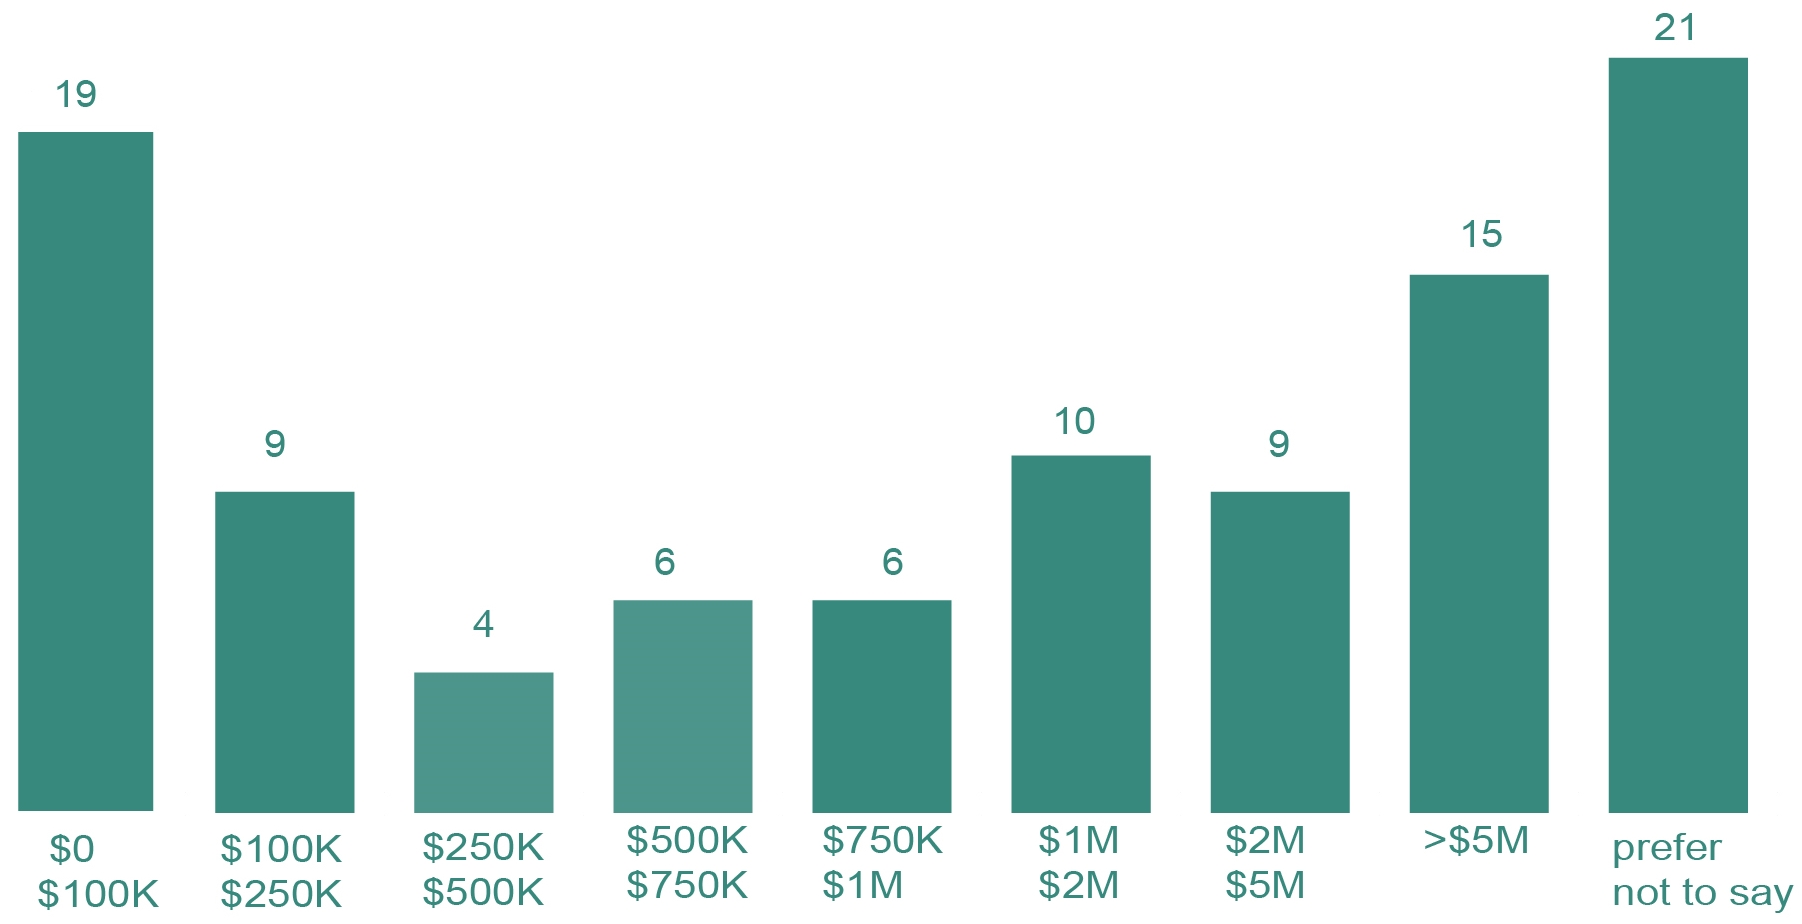 19
9
4
6
6
10
9
15
21
$0
$100K
$100K
$250K
$250K
$500K
$500K
$750K
$750K
$1M
$1M
$2M
$2M
$5M
>$5M
prefer
not to say